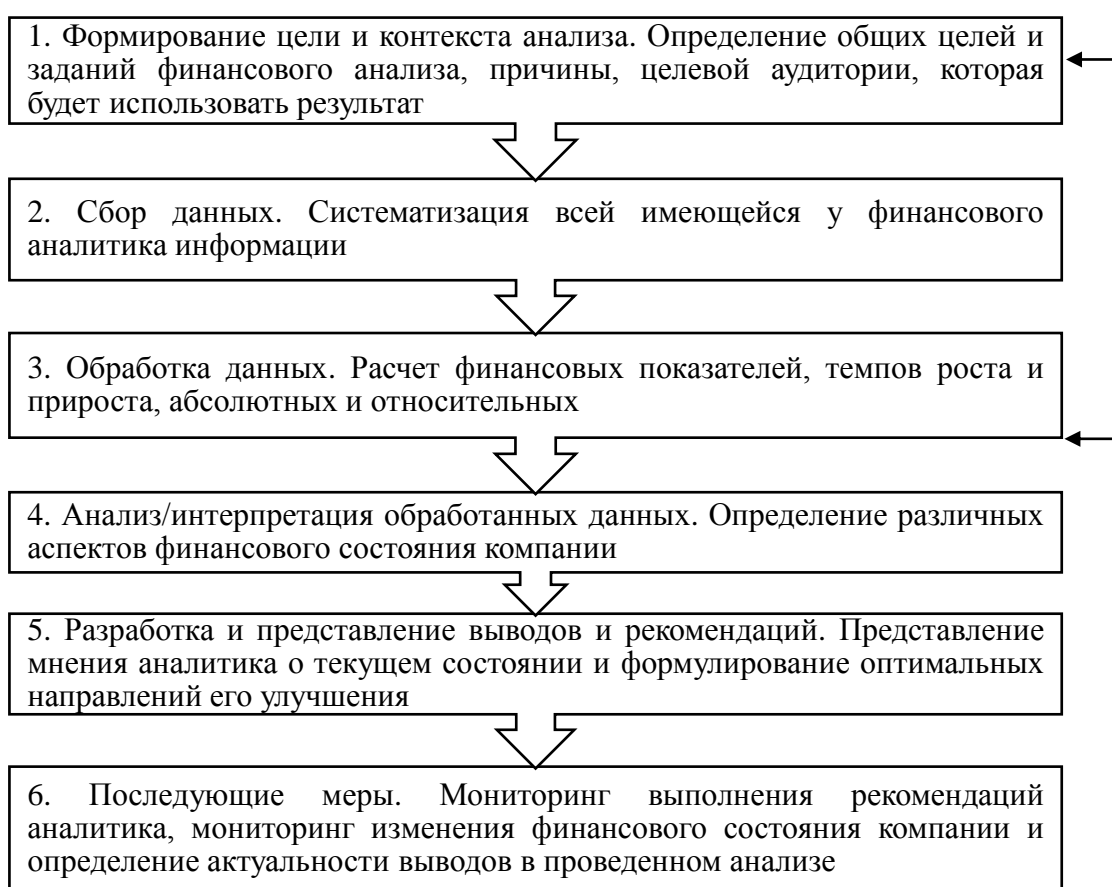 1. Формирование цели и контекста анализа. Определение общих целей и
заданий финансового анализа, причины, целевой аудитории, которая
будет использовать результат
2. Сбор данных. Систематизация всей имеющейся у финансового
аналитика информации
3. Обработка данных. Расчет финансовых показателей, темпов роста и
прироста, абсолютных и относительных
4. Анализ/интерпретация обработанных данных. Определение различных
аспектов финансового состояния компании
5. Разработка и представление выводов и рекомендаций. Представление
мнения аналитика о текущем состоянии и формулирование оптимальных
направлений его улучшения
6. Последующие меры. Мониторинг выполнения рекомендаций
аналитика, мониторинг изменения финансового состояния компании и
определение актуальности выводов в проведенном анализе